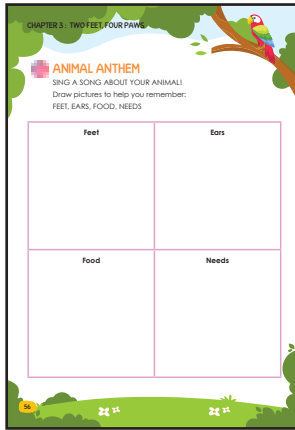 CHAPTER 3 : TWO FEET, FOUR PAWS
ANIMAL ANTHEM
SING A SONG ABOUT YOUR ANIMAL!
Draw pictures to help you remember:
FEET, EARS, FOOD, NEEDS
Feet
Ears
Food
Needs
56